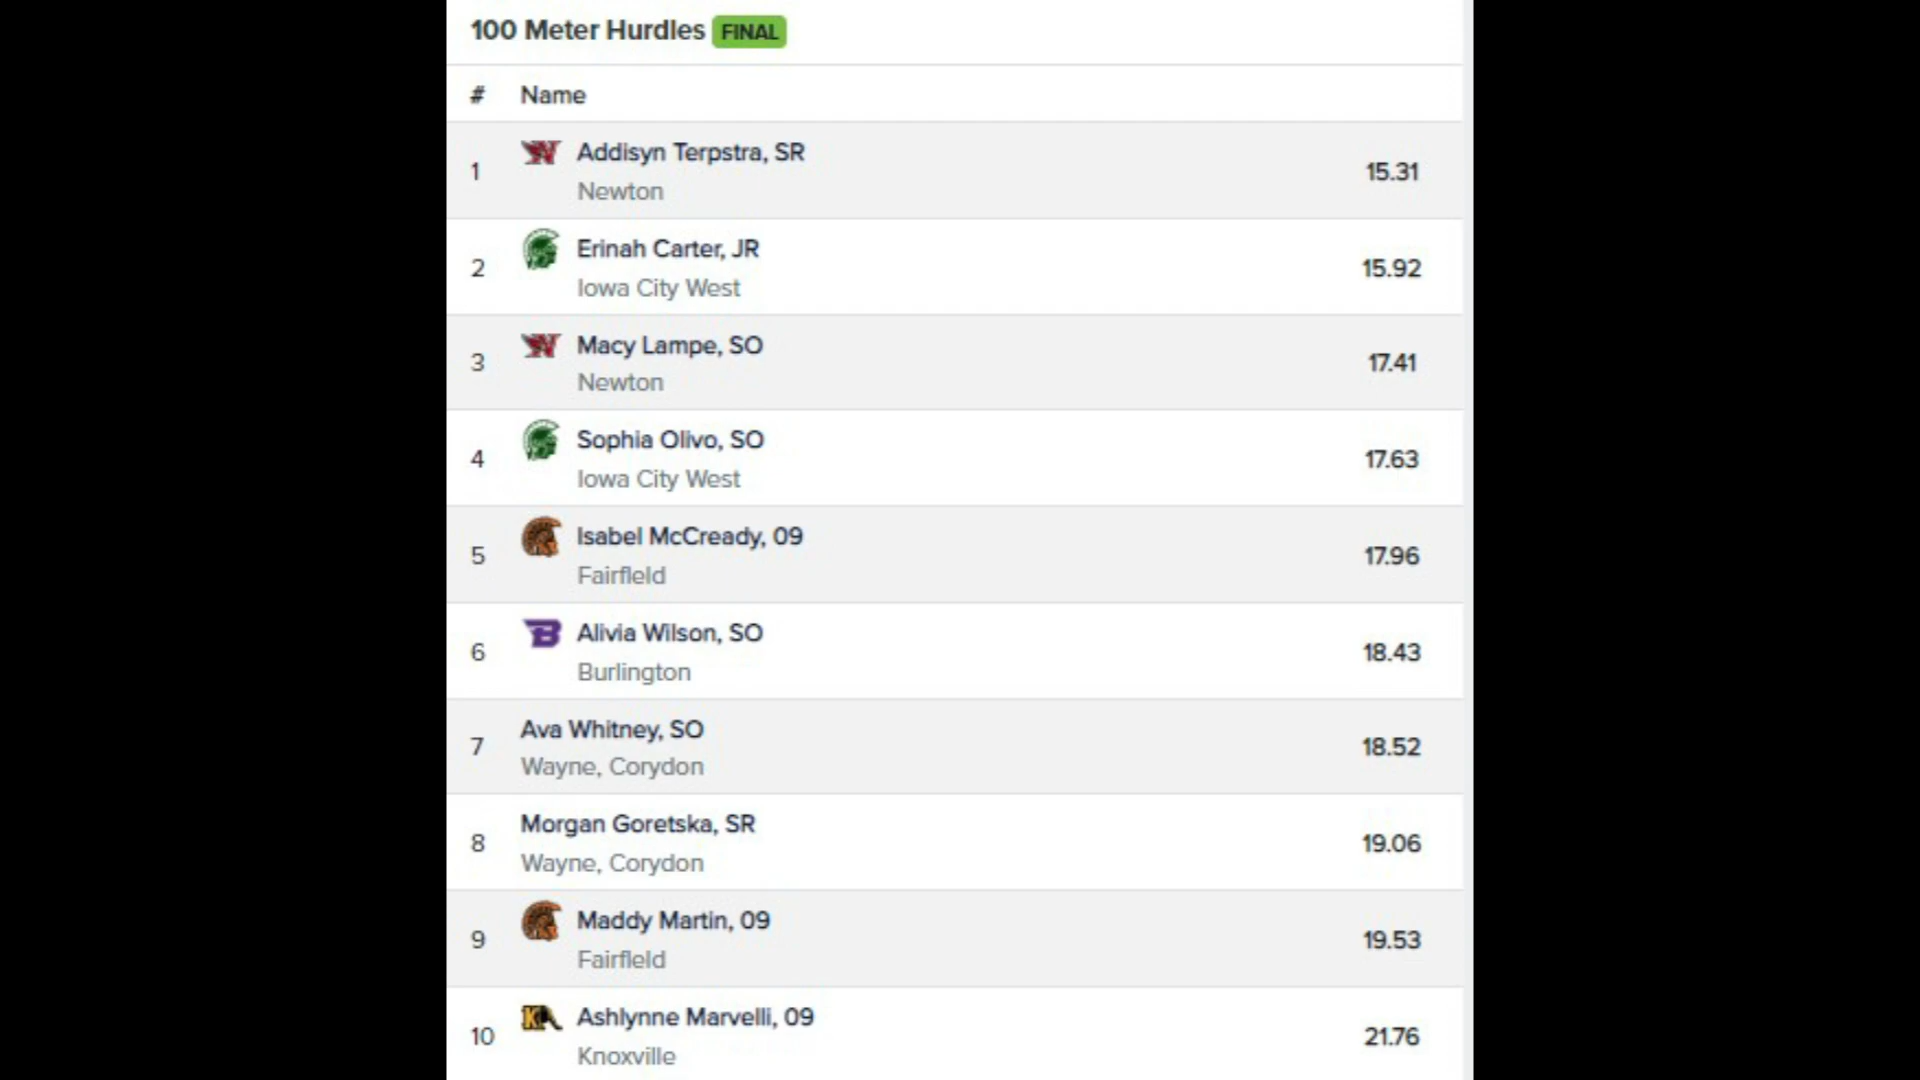 100 Meter Hurdles FINAL
# Name
1 Addisyn Terpstra, SR 15.31
Newton
2 Erinah Carter, JR 15.92
Iowa City West
3 Macy Lampe, SO 17.41
Newton
4 Sophia Olivo, SO 17.63
Iowa City West
5 Isabel McCready, 09 17.96
Fairfield
6 Alivia Wilson, SO 18.43
Burlington
7 Ava Whitney, SO 18.52
Wayne, Corydon
8 Morgan Goretska, SR 19.06
Wayne, Corydon
9 Maddy Martin, 09 19.53
Fairfield
10 Ashlynne Marvelli, 09 21.76
Knoxville